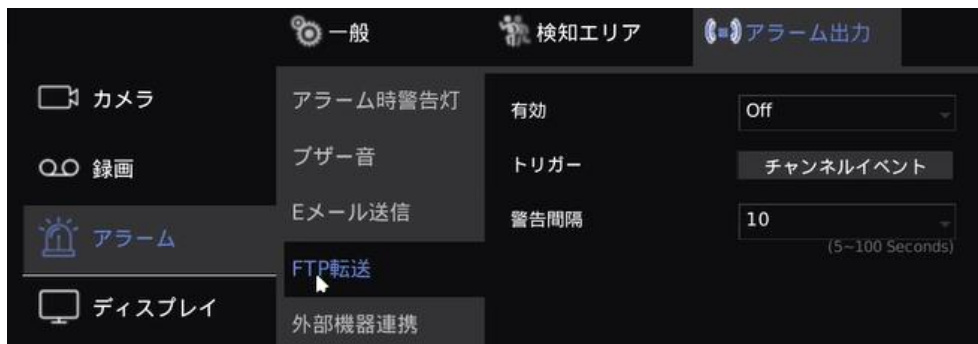 一般
検知エリア
アラーム出力
カメラ
録画
アラーム
ディスプレイ
アラーム時警告灯
ブザー音
Eメール送信
FTP転送
外部機器連携
有効
Off
トリガー
チャンネルイベント
警告間隔
10
(5~100 Seconds)